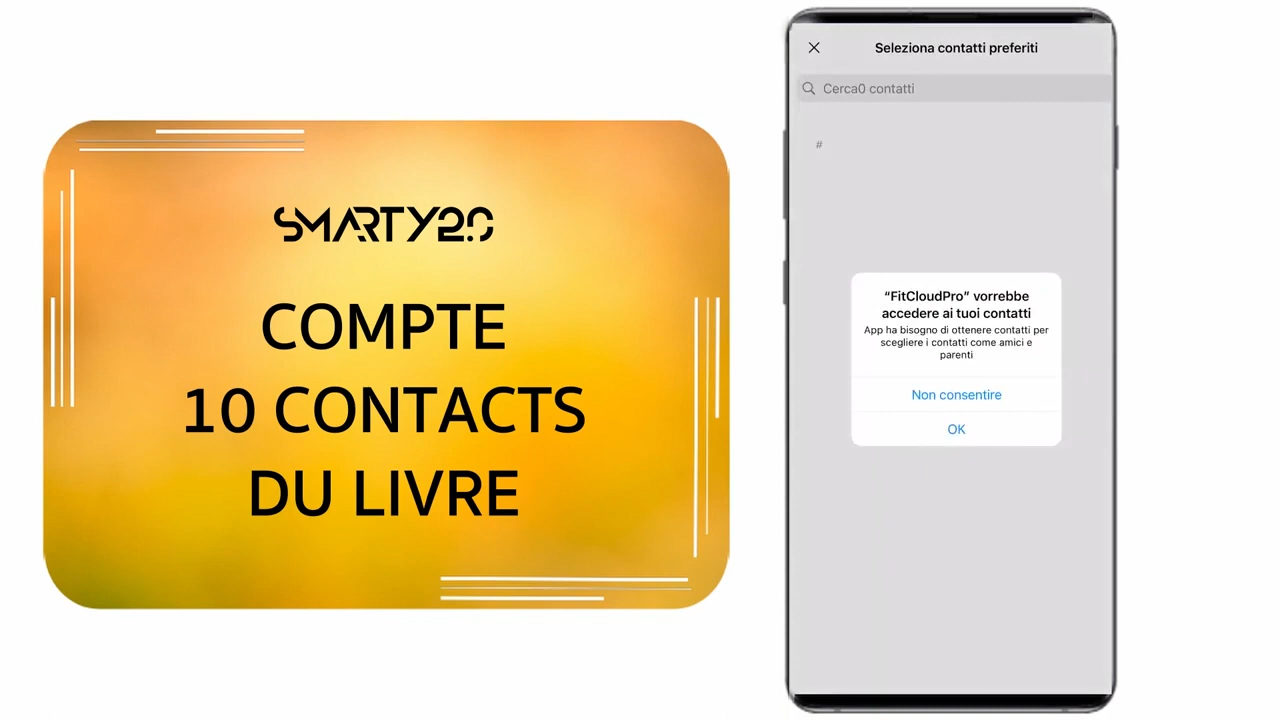 SMARTY2.0
COMPTE
10 CONTACTS
DU LIVRE
Seleziona contatti preferiti
Cerca0 contatti
#
“FitCloudPro” vorrebbe
accedere ai tuoi contatti
App ha bisogno di ottenere contatti per
scegliere i contatti come amici e
parenti
Non consentire
OK